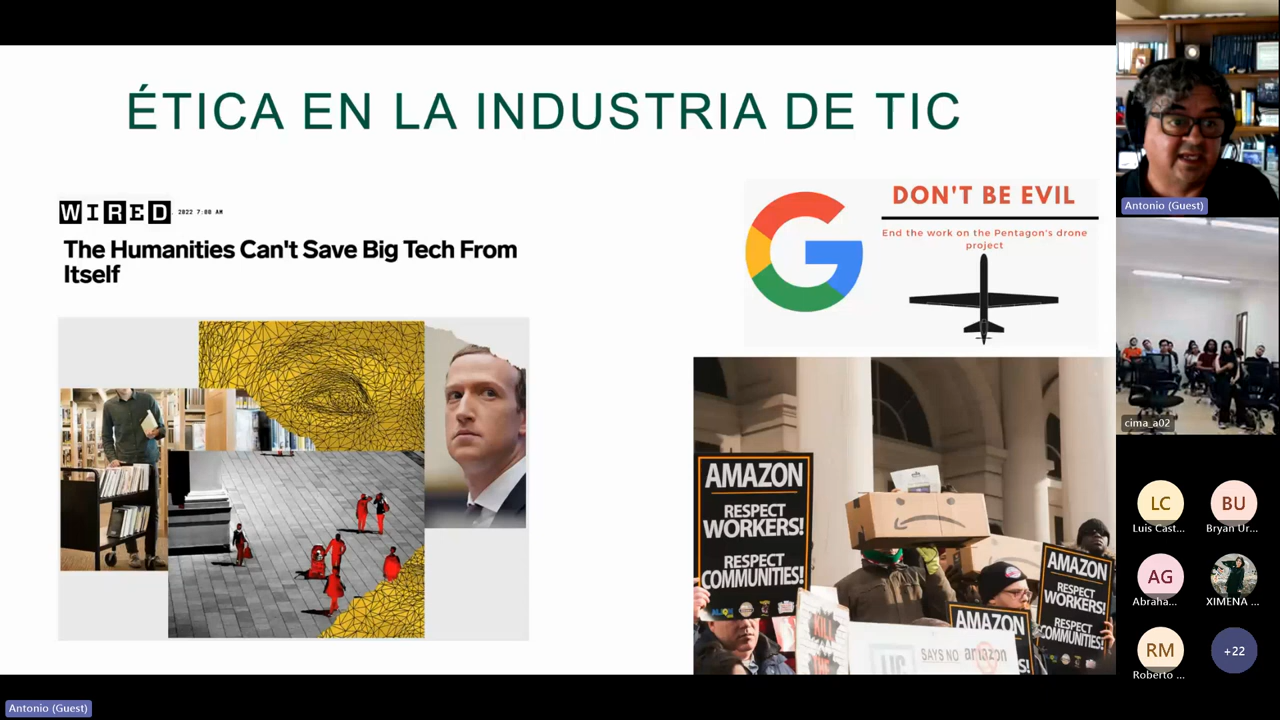 ÉTICA EN LA INDUSTRIA DE TIC
WIRED
2022 7:00 AM
The Humanities Can't Save Big Tech From
Itself
DON'T BE EVIL
End the work on the Pentagon's drone
project
AMAZON
RESPECT
WORKERS!
RESPECT
COMMUNITIES!
AMAZON
RESPECT
WORKERS!
RESPECT
COMMUNITIES!
AMAZON
SAYS NO amazon
Antonio (Guest)
cima_a02
LC
Luis Cast...
BU
Bryan Ur...
AG
Abraha...
XIMENA ...
RM
Roberto ...
+22
Antonio (Guest)